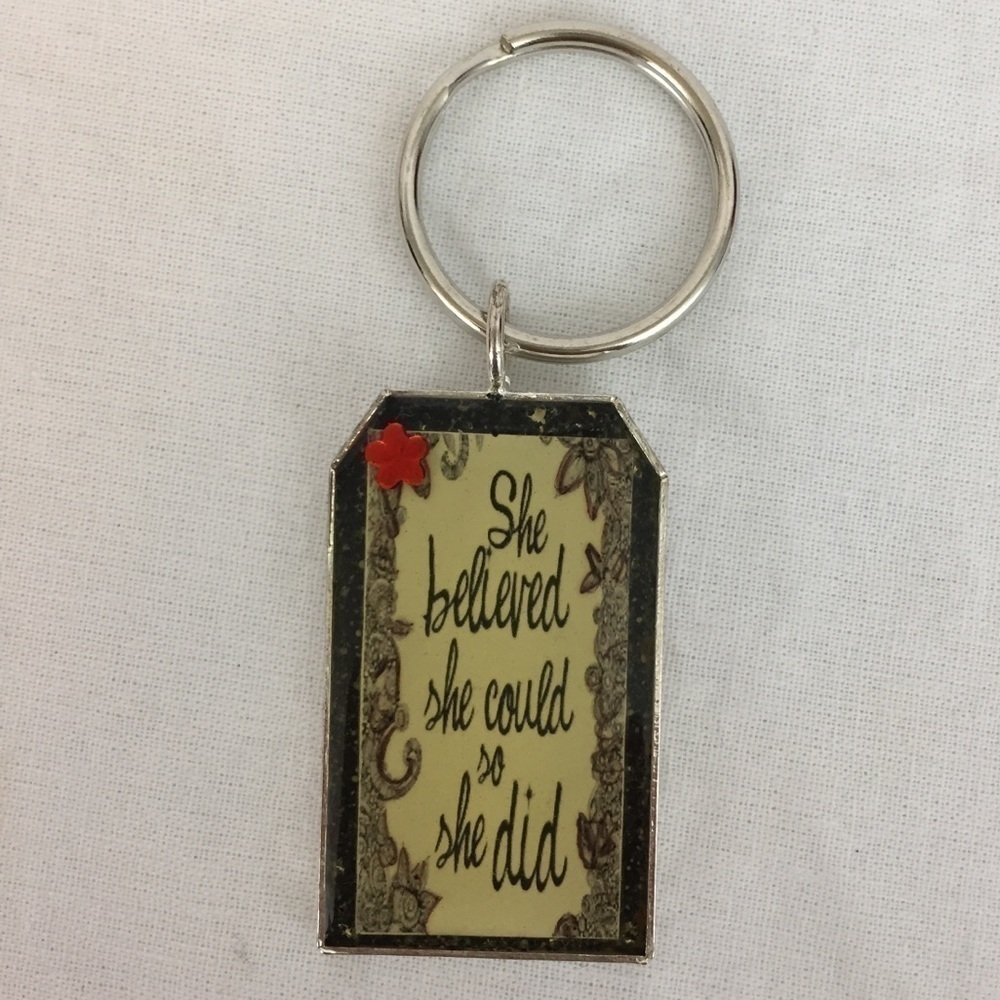 She
believed
she could
so
she did